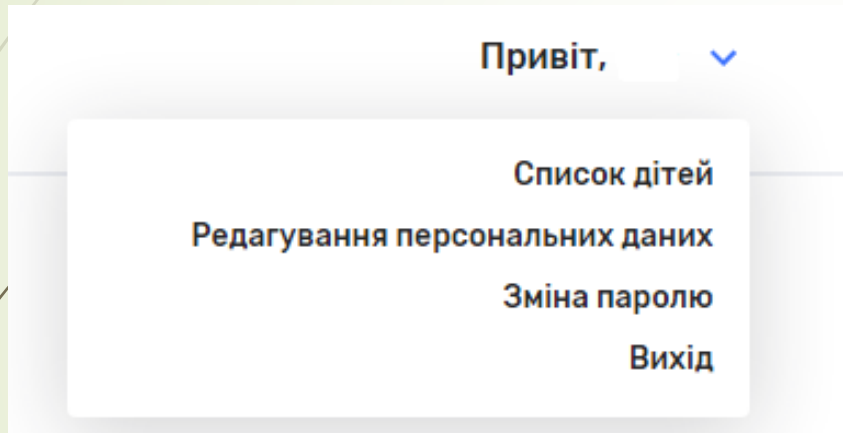 Привіт,
Список дітей
Редагування персональних даних
Зміна паролю
Вихід